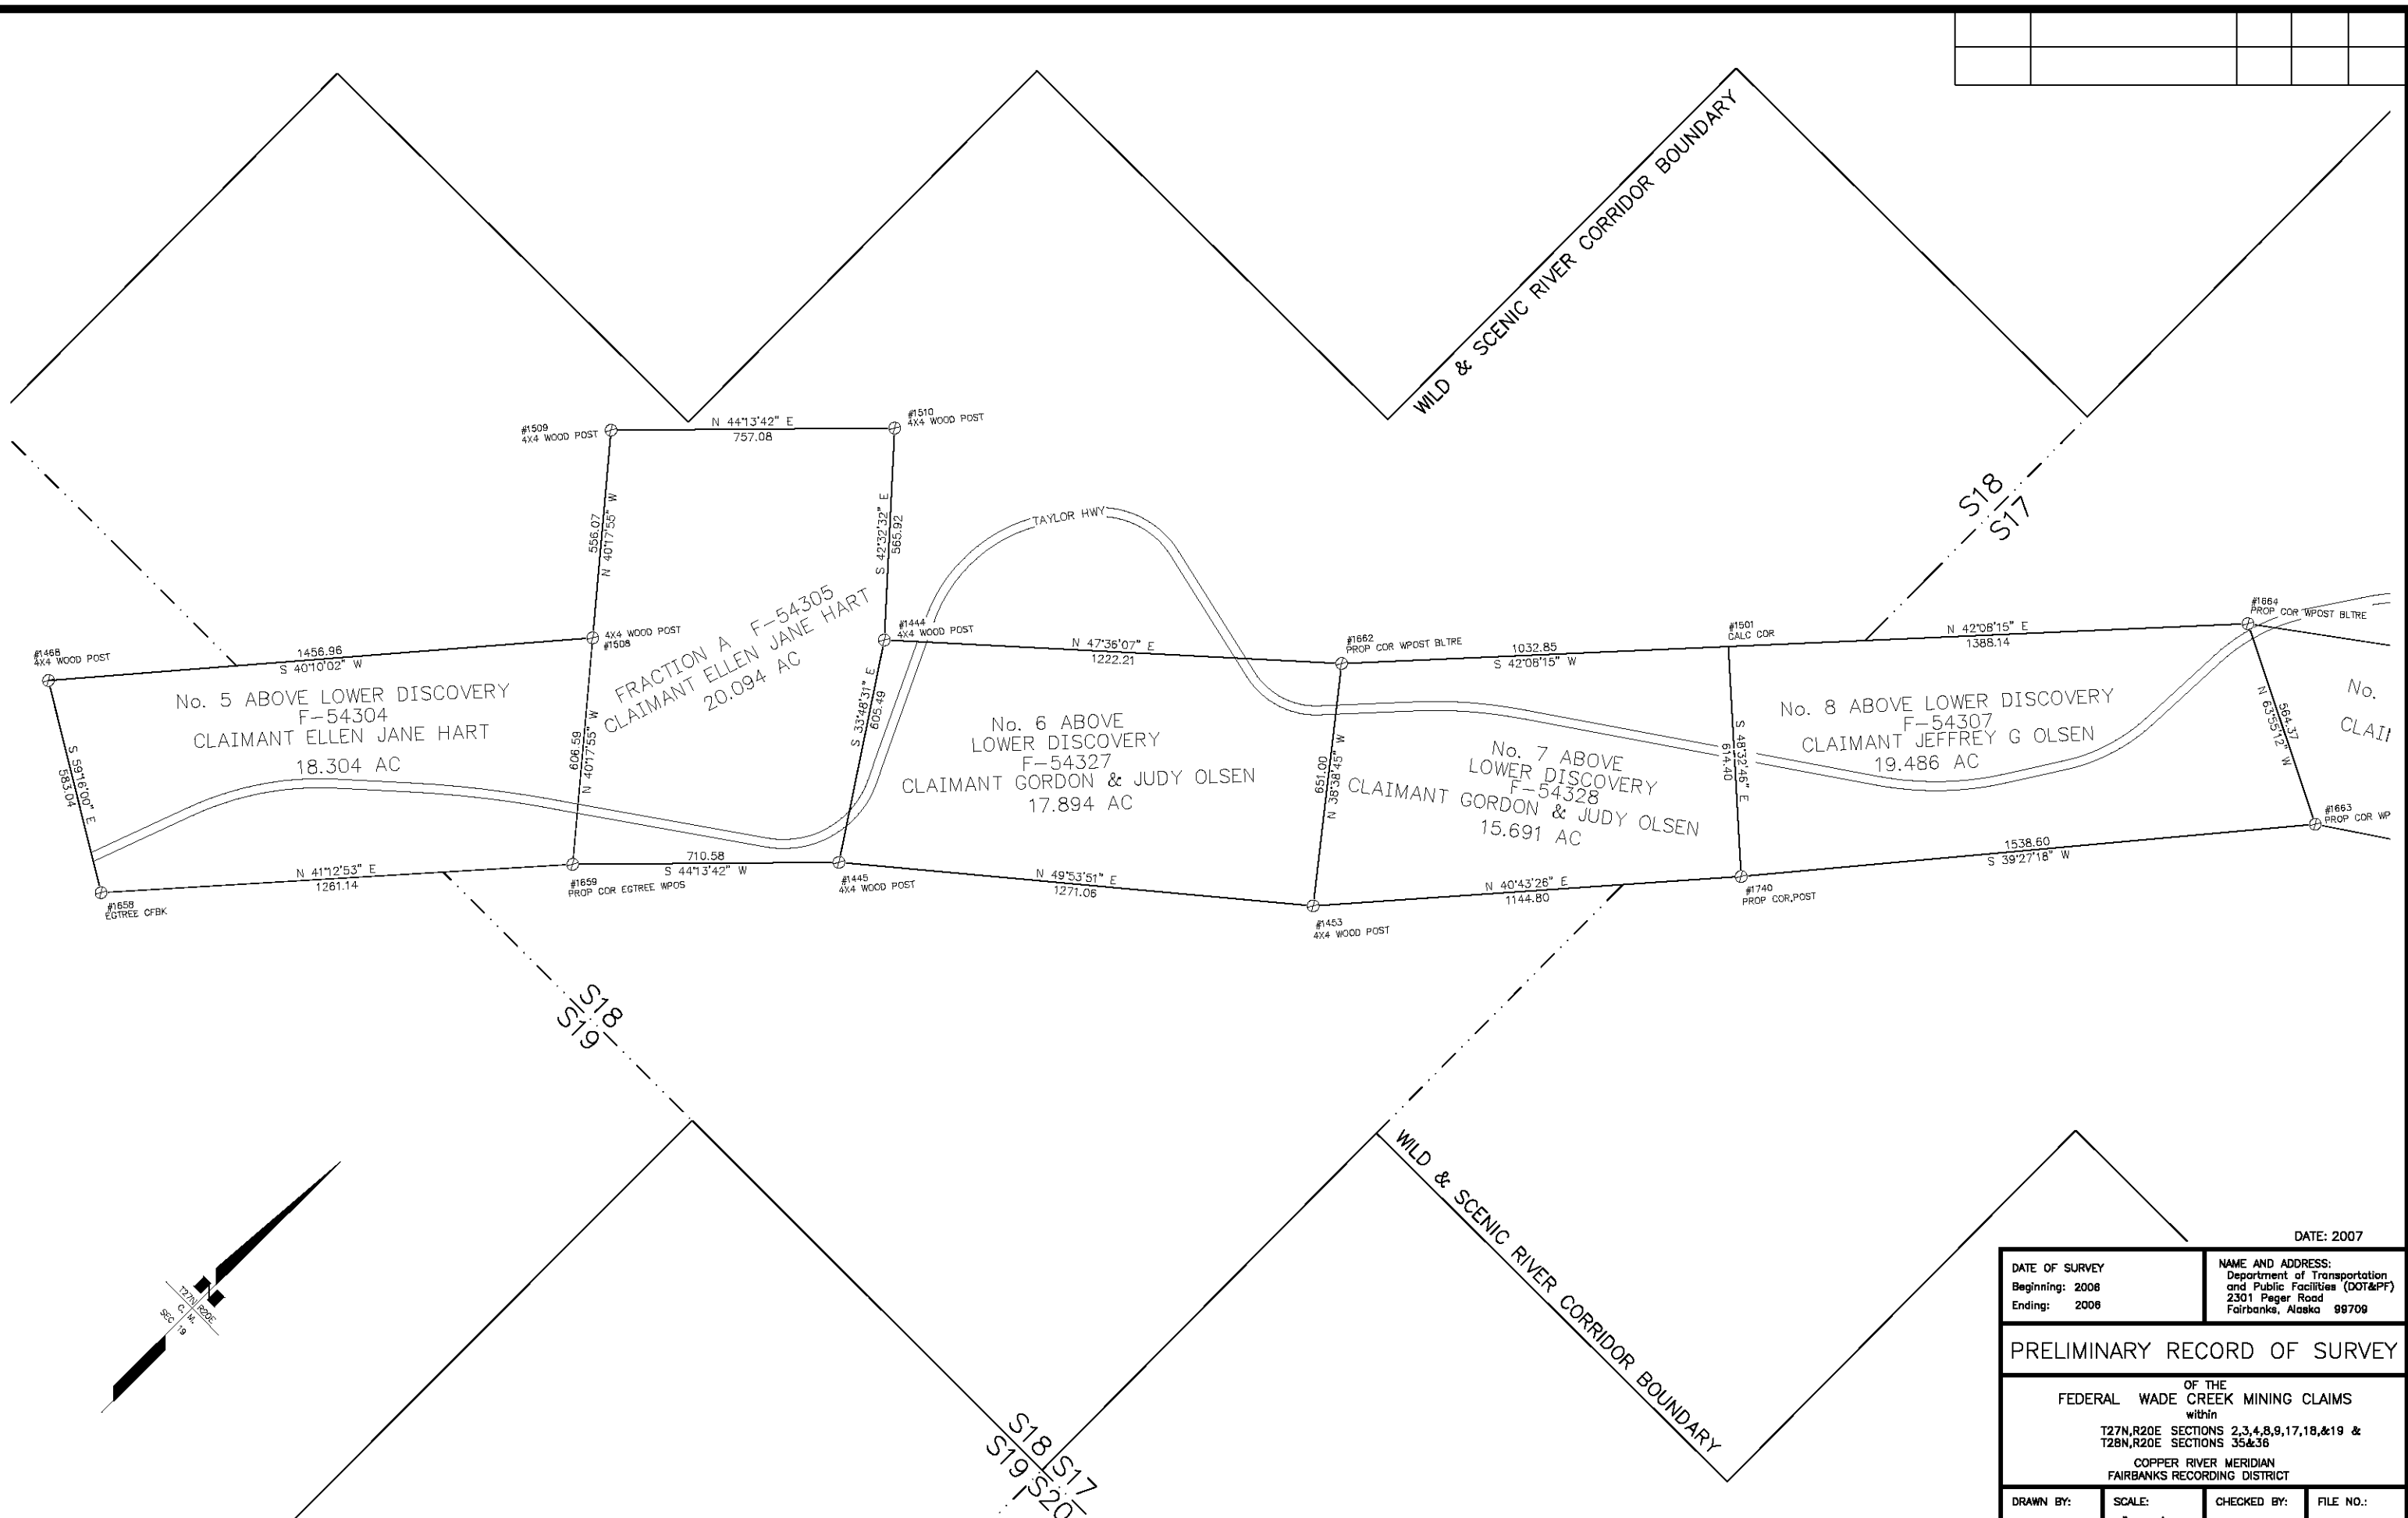 WILD & SCENIC RIVER CORRIDOR BOUNDARY
#1509
4X4 WOOD POST
N 44°13'42" E
757.08
#1510
4X4 WOOD POST
556.07
N 40°17'55" W
S 42°32'32" E
565.92
TAYLOR HWY
S18
S17
#1468
4X4 WOOD POST
1456.96
S 40°10'02" W
4X4 WOOD POST
#1508
FRACTION A F-54305
CLAIMANT ELLEN JANE HART
20.094 AC
#1444
4X4 WOOD POST
N 47°36'07" E
1222.21
#1662
PROP COR WPOST BLTRE
1032.85
S 42°08'15" W
#1501
CALC COR
N 42°08'15" E
1388.14
#1664
PROP COR WPOST BLTRE
No. 5 ABOVE LOWER DISCOVERY
F-54304
CLAIMANT ELLEN JANE HART
18.304 AC
S 59°16'00" E
583.04
606.59
N 40°17'55" W
S 33°48'31" E
605.49
No. 6 ABOVE
LOWER DISCOVERY
F-54327
CLAIMANT GORDON & JUDY OLSEN
17.894 AC
651.00
N 38°38'45" W
No. 7 ABOVE
LOWER DISCOVERY
F-54328
CLAIMANT GORDON & JUDY OLSEN
15.691 AC
S 48°32'46" E
614.40
No. 8 ABOVE LOWER DISCOVERY
F-54307
CLAIMANT JEFFREY G OLSEN
19.486 AC
564.37
N 63°55'12" W
No.
#1663
PROP COR WP
#1658
EGTREE CFBK
N 41°12'53" E
1261.14
#1659
PROP COR EGTREE WPOS
710.58
S 44°13'42" W
#1445
4X4 WOOD POST
N 49°53'51" E
1271.06
#1453
4X4 WOOD POST
N 40°43'26" E
1144.80
#1740
PROP COR,POST
1538.60
S 39°27'18" W
S18
S19
WILD & SCENIC RIVER CORRIDOR BOUNDARY
N
T27N R20E
C. M.
SEC 19
S18 S17
S19 S20
DATE: 2007
DATE OF SURVEY
Beginning: 2006
Ending: 2006
NAME AND ADDRESS:
Department of Transportation
and Public Facilities (DOT&PF)
2301 Peger Road
Fairbanks, Alaska 99709
PRELIMINARY RECORD OF SURVEY
OF THE
FEDERAL WADE CREEK MINING CLAIMS
within
T27N,R20E SECTIONS 2,3,4,8,9,17,18,&19 &
T28N,R20E SECTIONS 35&36
COPPER RIVER MERIDIAN
FAIRBANKS RECORDING DISTRICT
DRAWN BY:
SCALE:
CHECKED BY:
FILE NO.: